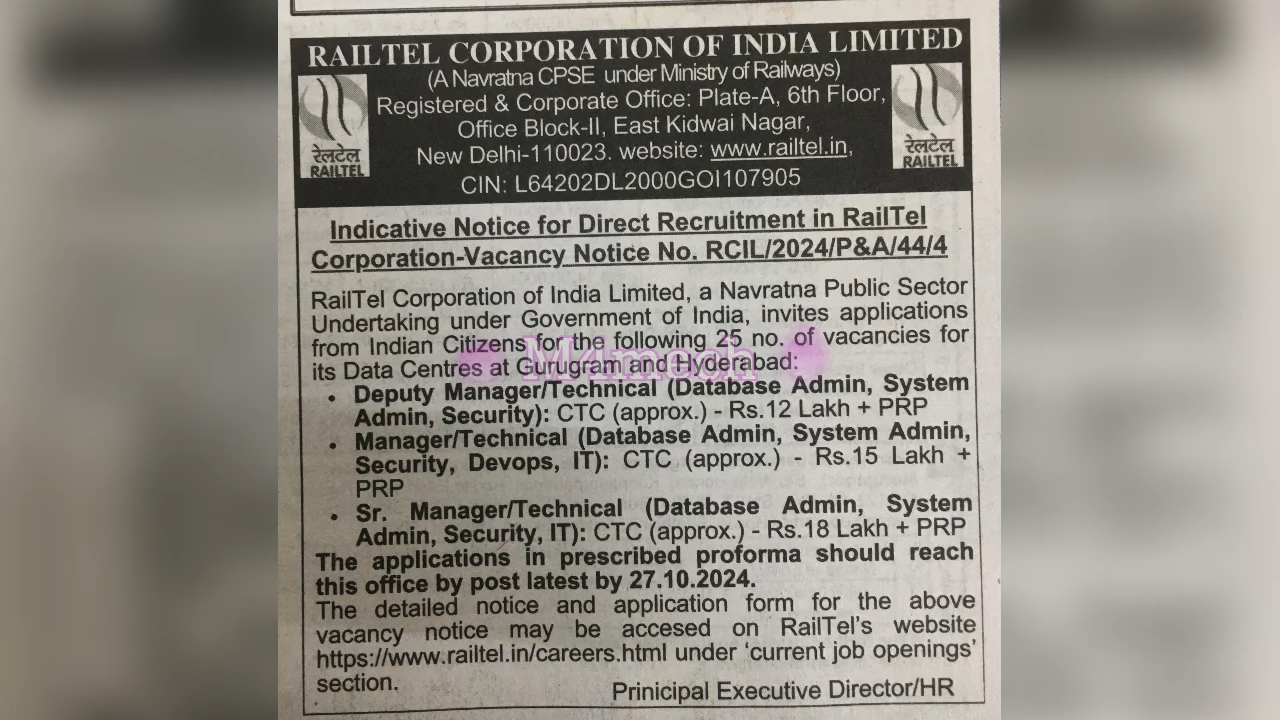 RAILTEL CORPORATION OF INDIA LIMITED
(A Navratna CPSE under Ministry of Railways)
Registered & Corporate Office: Plate-A, 6th Floor,
Office Block-II, East Kidwai Nagar,
New Delhi-110023. website: www.railtel.in,
CIN: L64202DL2000GOI107905
रेलटेल
RAILTEL
रेलटेल
RAILTEL
Indicative Notice for Direct Recruitment in RailTel
Corporation-Vacancy Notice No. RCIL/2024/P&A/44/4
RailTel Corporation of India Limited, a Navratna Public Sector
Undertaking under Government of India, invites applications
from Indian Citizens for the following 25 no. of vacancies for
its Data Centres at Gurugram and Hyderabad:
M4mech
• Deputy Manager/Technical (Database Admin, System
Admin, Security): CTC (approx.) - Rs.12 Lakh + PRP
• Manager/Technical (Database Admin, System Admin,
Security, Devops, IT): CTC (approx.) - Rs.15 Lakh +
PRP
• Sr. Manager/Technical (Database Admin, System
Admin, Security, IT): CTC (approx.) - Rs.18 Lakh + PRP
The applications in prescribed proforma should reach
this office by post latest by 27.10.2024.
The detailed notice and application form for the above
vacancy notice may be accesed on RailTel's website
https://www.railtel.in/careers.html under 'current job openings'
section.
Prinicipal Executive Director/HR